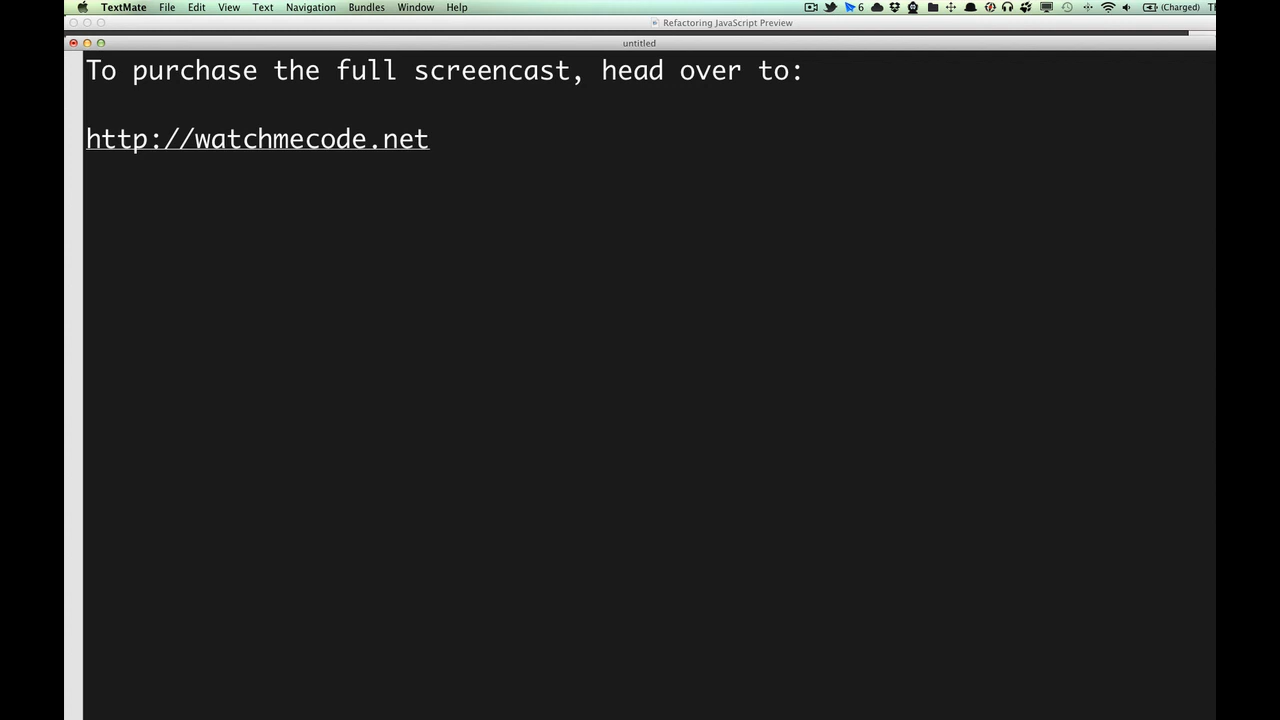 TextMate File Edit View Text Navigation Bundles Window Help 6 (Charged)
Refactoring JavaScript Preview
untitled
To purchase the full screencast, head over to:
http://watchmecode.net